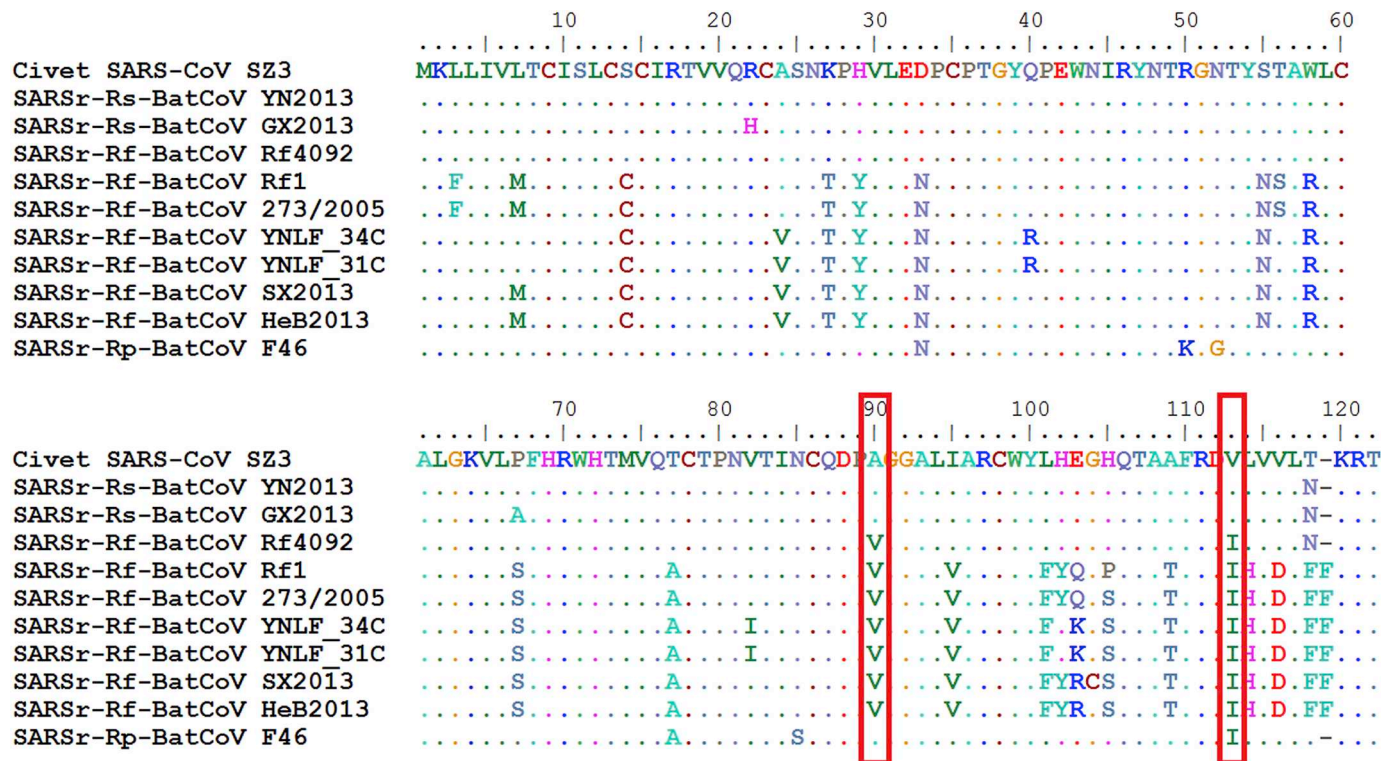 10 20 30 40 50 60
....|....|....|....|....|....|....|....|....|....|....|....|
Civet SARS-CoV SZ3 MKLLIVLTCISLCSCIRTVVQRCASNKPHVLEDPCPTGYQPEWNIRYNTRGNTYSTAWLC
SARSr-Rs-BatCoV YN2013 ............................................................
SARSr-Rs-BatCoV GX2013 .....................H......................................
SARSr-Rf-BatCoV Rf4092 ............................................................
SARSr-Rf-BatCoV Rf1 ..F...M......C............T.Y...N.....................NS.R..
SARSr-Rf-BatCoV 273/2005 ..F...M......C............T.Y...N.....................NS.R..
SARSr-Rf-BatCoV YNLF_34C .............C.........V..T.Y...N......R..............N..R..
SARSr-Rf-BatCoV YNLF_31C .............C.........V..T.Y...N......R..............N..R..
SARSr-Rf-BatCoV SX2013 ......M......C.........V..T.Y...N.....................N..R..
SARSr-Rf-BatCoV HeB2013 ......M......C.........V..T.Y...N.....................N..R..
SARSr-Rp-BatCoV F46 ................................N................K.G........
70 80 90 100 110 120
....|....|....|....|....|....|....|....|....|....|....|....|..
Civet SARS-CoV SZ3 ALGKVLPFHRWHTMVQTCTPNVTINCQDPAGGALIARCWYLHEGHQTAAFRDVLVVLT-KRT
SARSr-Rs-BatCoV YN2013 .........................................................N-...
SARSr-Rs-BatCoV GX2013 ......A..................................................N-...
SARSr-Rf-BatCoV Rf4092 .............................V......................I....N-...
SARSr-Rf-BatCoV Rf1 ......S.........A............V....V.....FYQ.P...T...IH.D.FF...
SARSr-Rf-BatCoV 273/2005 ......S.........A............V....V.....FYQ.S...T...IH.D.FF...
SARSr-Rf-BatCoV YNLF_34C ......S.........A....I.......V....V.....F.K.S...T...IH.D.FF...
SARSr-Rf-BatCoV YNLF_31C ......S.........A....I.......V....V.....F.K.S...T...IH.D.FF...
SARSr-Rf-BatCoV SX2013 ......S.........A............V....V.....FYRCS...T...IH.D.FF...
SARSr-Rf-BatCoV HeB2013 ......S.........A............V....V.....FYR.S...T...IH.D.FF...
SARSr-Rp-BatCoV F46 ................A.......S...........................I.....-...